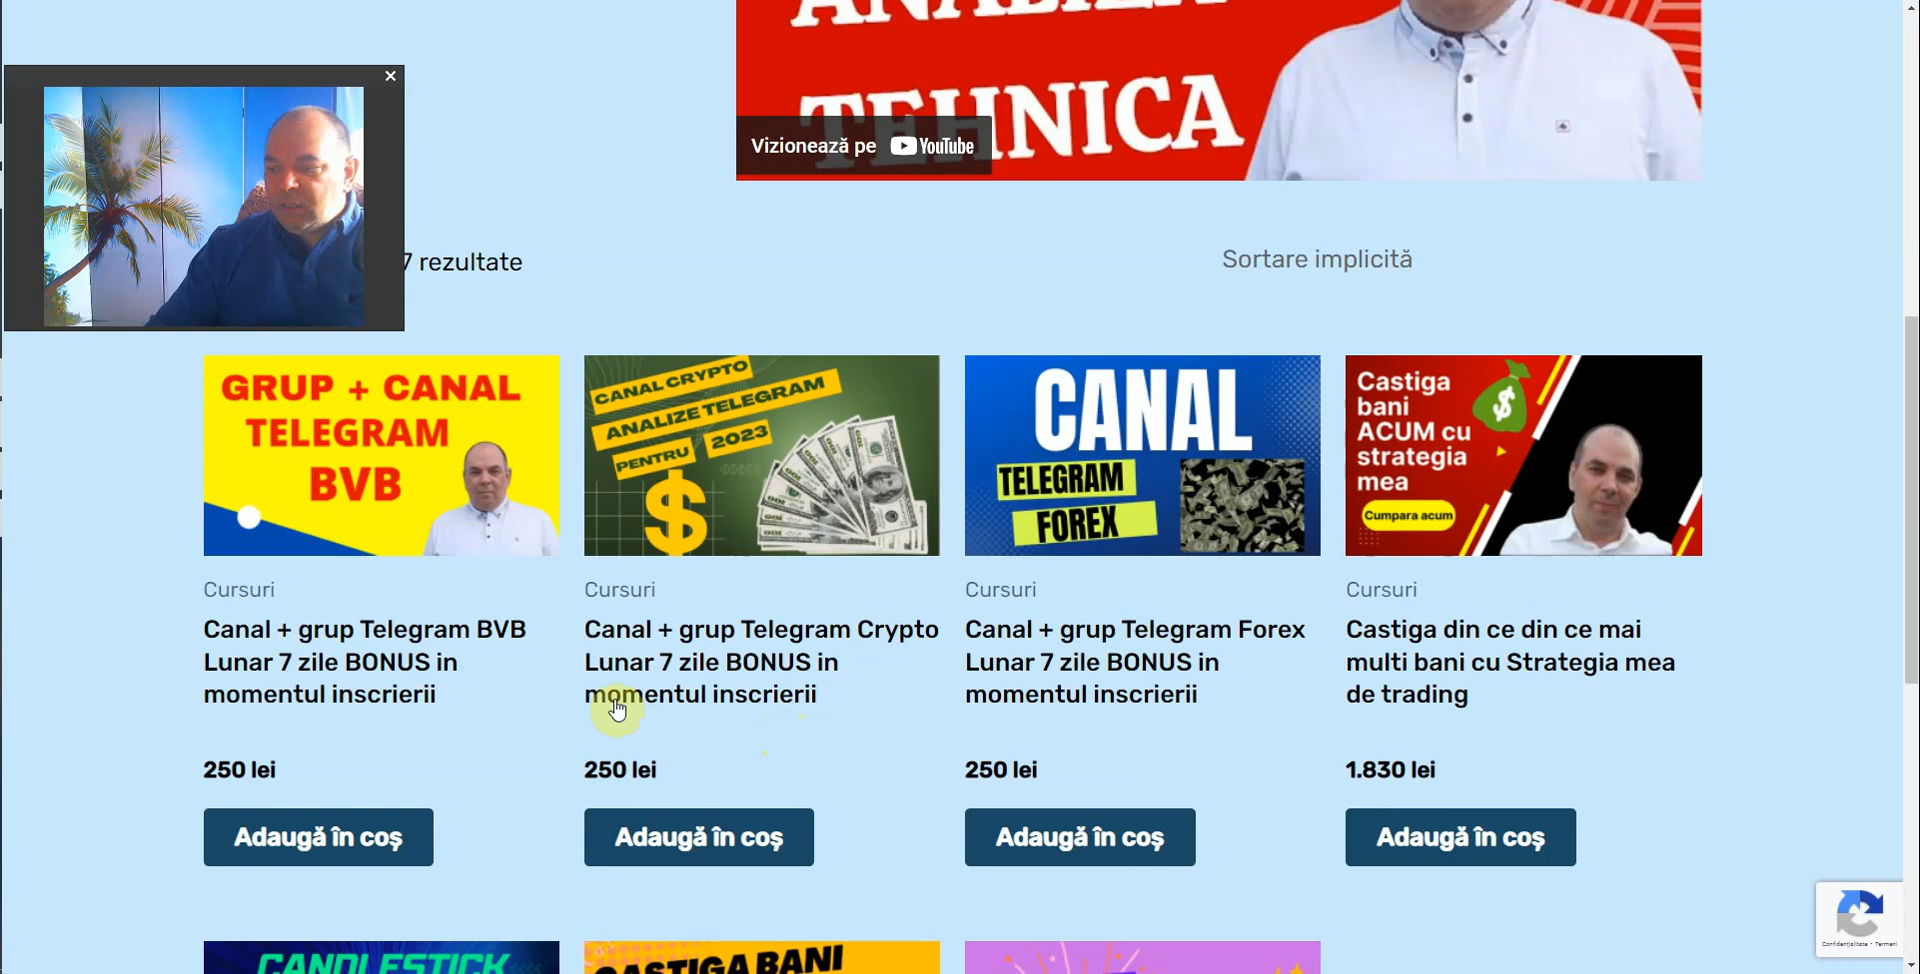 ANALIZA
TEHNICA
Vizionează pe YouTube
7 rezultate
Sortare implicită
GRUP + CANAL
TELEGRAM
BVB
CANAL CRYPTO
ANALIZE TELEGRAM
PENTRU 2023
$
CANAL
TELEGRAM
FOREX
Castiga
bani
ACUM cu
strategia
mea
Cumpara acum
$
Cursuri
Canal + grup Telegram BVB
Lunar 7 zile BONUS in
momentul inscrierii
250 lei
Adaugă în coș
Cursuri
Canal + grup Telegram Crypto
Lunar 7 zile BONUS in
momentul inscrierii
250 lei
Adaugă în coș
Cursuri
Canal + grup Telegram Forex
Lunar 7 zile BONUS in
momentul inscrierii
250 lei
Adaugă în coș
Cursuri
Castiga din ce din ce mai
multi bani cu Strategia mea
de trading
1.830 lei
Adaugă în coș
CANDLESTICK
CASTIGA BANI
Confidențialitate - Termeni